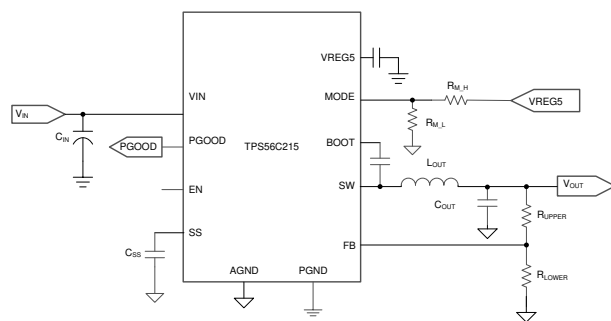 VREG5
R_M_H
VIN
MODE
VREG5
V_IN
R_M_L
C_IN
PGOOD
PGOOD
TPS56C215
BOOT
L_OUT
EN
SW
V_OUT
C_OUT
R_UPPER
SS
C_SS
FB
R_LOWER
AGND
PGND